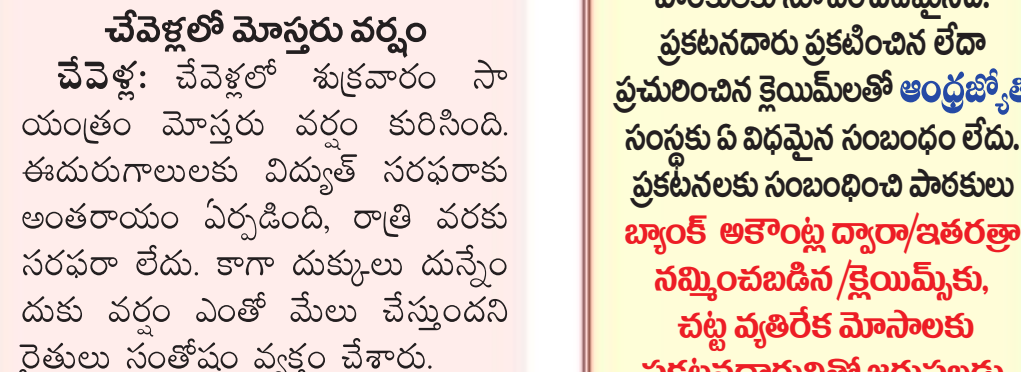 చేవెళ్లలో మోస్తరు వర్షం
చేవెళ్ల: చేవెళ్లలో శుక్రవారం సా
యంత్రం మోస్తరు వర్షం కురిసింది.
ఈదురుగాలులకు విద్యుత్ సరఫరాకు
అంతరాయం ఏర్పడింది, రాత్రి వరకు
సరఫరా లేదు. కాగా దుక్కులు దున్నేం
దుకు వర్షం ఎంతో మేలు చేస్తుందని
రైతులు సంతోషం వ్యక్తం చేశారు.
ప్రకటనదారు ప్రకటించిన లేదా
ప్రచురించిన క్లెయిమ్‌లతో ఆంధ్రజ్యోతి
సంస్థకు ఏ విధమైన సంబంధం లేదు.
ప్రకటనలకు సంబంధించి పాఠకులు
బ్యాంక్ అకౌంట్ల ద్వారా/ఇతరత్రా
నమ్మించబడిన /క్లెయిమ్స్‌కు,
చట్ట వ్యతిరేక మోసాలకు